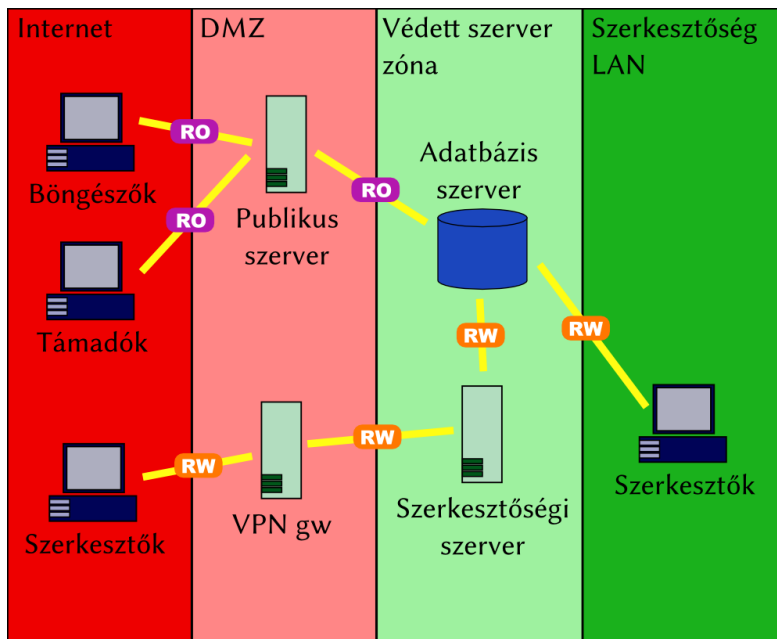 Internet
DMZ
Védett szerver
zóna
Szerkesztőség
LAN
RO
Böngészők
RO
Támadók
Publikus
szerver
RO
Adatbázis
szerver
RW
RW
RW
Szerkesztők
VPN gw
RW
Szerkesztőségi
szerver
Szerkesztők